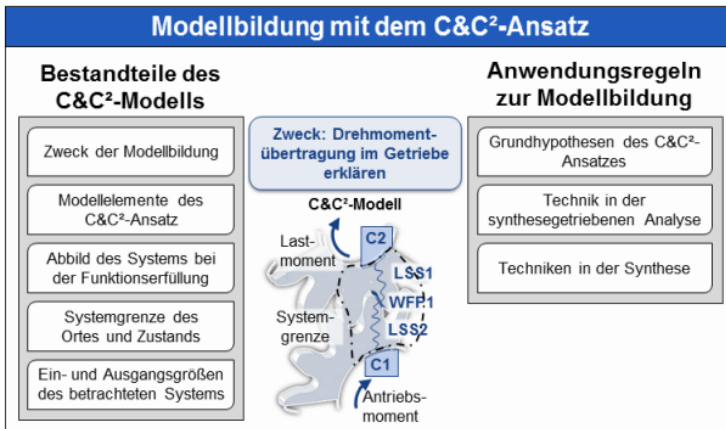 Modellbildung mit dem C&C²-Ansatz
Bestandteile des
C&C²-Modells
Zweck der Modellbildung
Modellelemente des
C&C²-Ansatz
Abbild des Systems bei
der Funktionserfüllung
Systemgrenze des
Ortes und Zustands
Ein- und Ausgangsgrößen
des betrachteten Systems
Zweck: Drehmoment-
übertragung im Getriebe
erklären
C&C²-Modell
C2
Last-
moment
LSS1
WFP1
System-
grenze
LSS2
C1
Antriebs-
moment
Anwendungsregeln
zur Modellbildung
Grundhypothesen des C&C²-
Ansatzes
Technik in der
synthesegetriebenen Analyse
Techniken in der Synthese